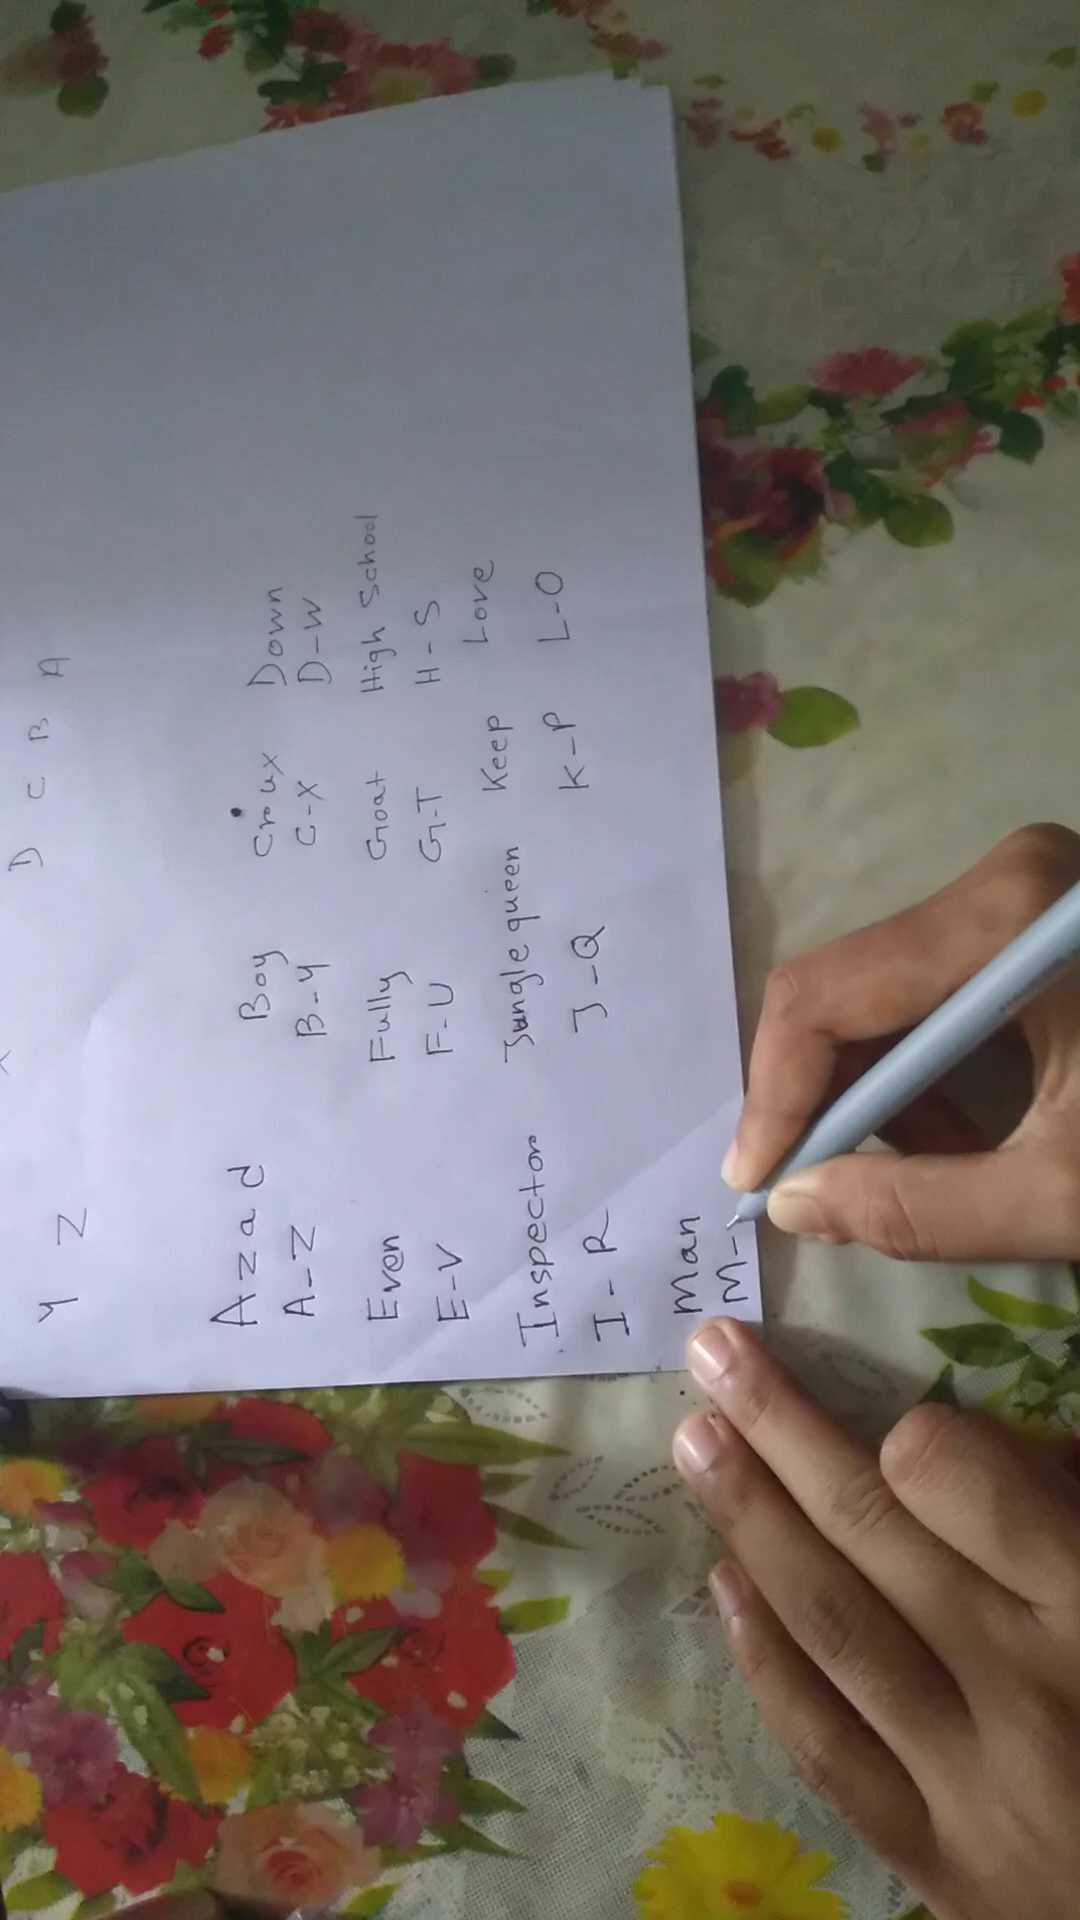 D C B A
Y Z
Azad Boy Croux Down
A-Z B-Y C-X D-W
Even Fully Goat High School
E-V F-U G-T H-S
Inspector Jungle queen Keep Love
I-R J-Q K-P L-O
Man
M-